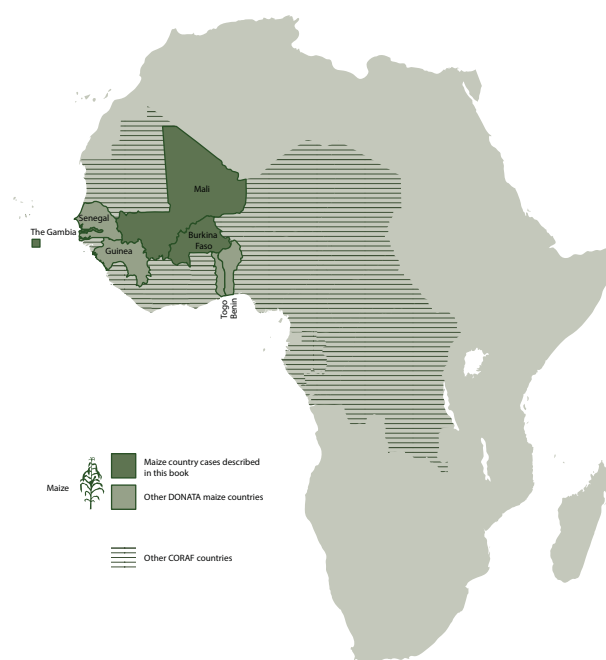 Mali
Senegal
The Gambia
Burkina
Faso
Guinea
Togo
Benin
Maize
Maize country cases described
in this book
Other DONATA maize countries
Other CORAF countries